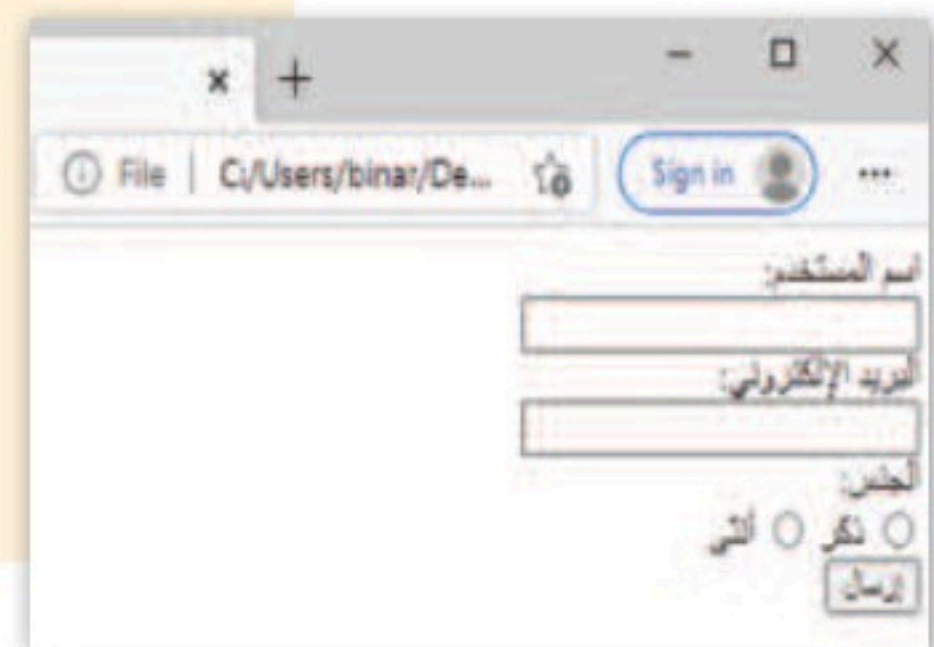 File | C:/Users/binar/De... Sign in ...
اسم المستخدم:
البريد الإلكتروني:
الجنس:
ذكر أنثى
إرسال